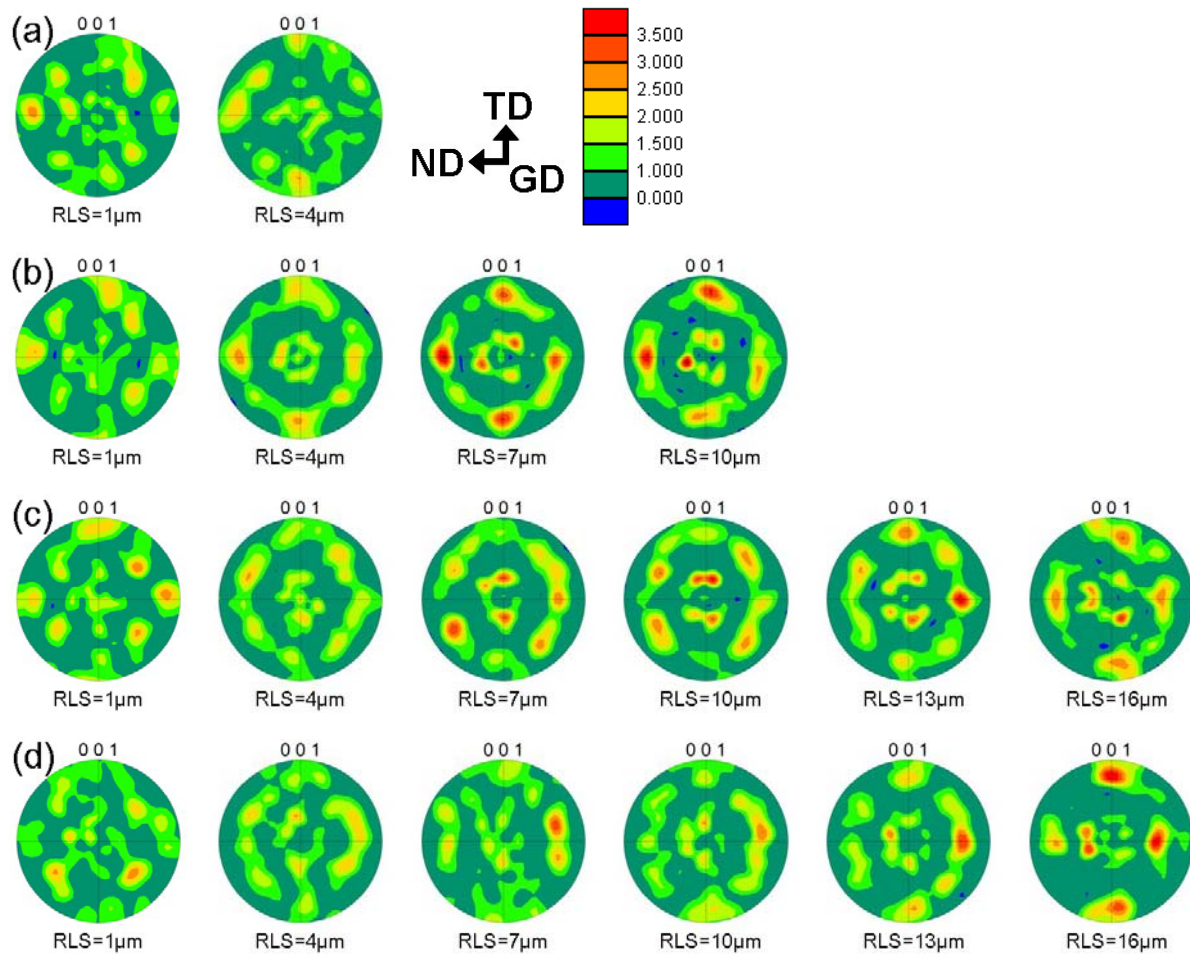 (a)
0 0 1
0 0 1
RLS=1µm
RLS=4µm
TD
ND
GD
3.500
3.000
2.500
2.000
1.500
1.000
0.000
(b)
0 0 1
0 0 1
0 0 1
0 0 1
RLS=1µm
RLS=4µm
RLS=7µm
RLS=10µm
(c)
0 0 1
0 0 1
0 0 1
0 0 1
0 0 1
0 0 1
RLS=1µm
RLS=4µm
RLS=7µm
RLS=10µm
RLS=13µm
RLS=16µm
(d)
0 0 1
0 0 1
0 0 1
0 0 1
0 0 1
0 0 1
RLS=1µm
RLS=4µm
RLS=7µm
RLS=10µm
RLS=13µm
RLS=16µm